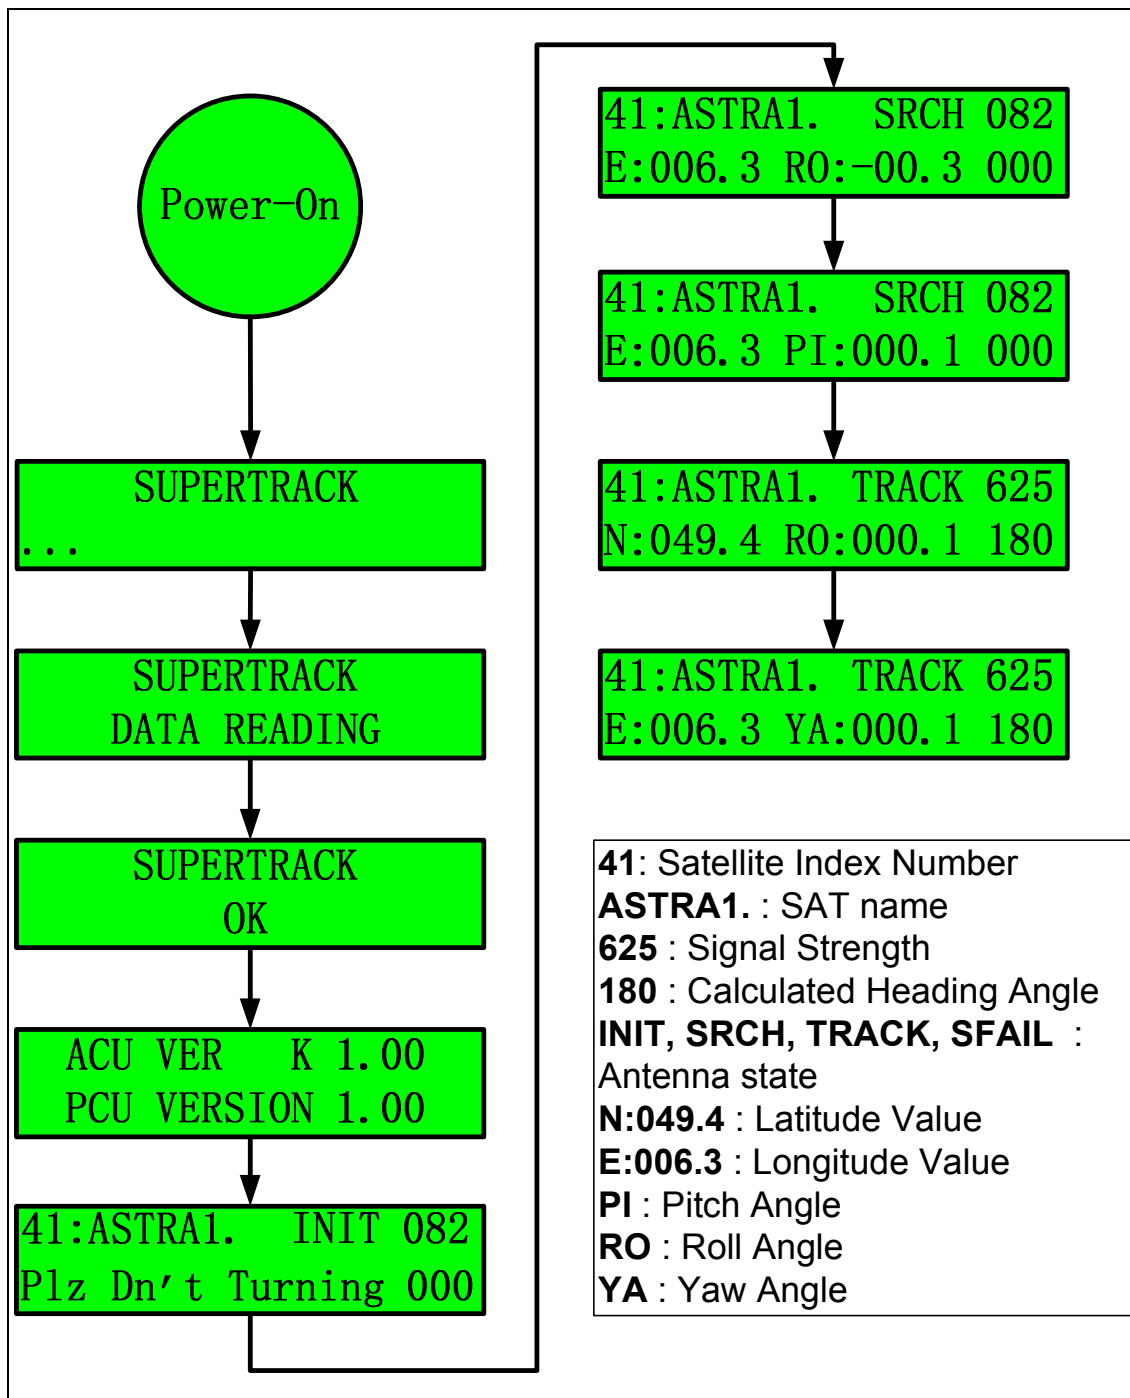 Power-On
SUPERTRACK
...
SUPERTRACK
DATA READING
SUPERTRACK
OK
ACU VER K 1.00
PCU VERSION 1.00
41:ASTRA1. INIT 082
Plz Dn't Turning 000
41:ASTRA1. SRCH 082
E:006.3 RO:-00.3 000
41:ASTRA1. SRCH 082
E:006.3 PI:000.1 000
41:ASTRA1. TRACK 625
N:049.4 RO:000.1 180
41:ASTRA1. TRACK 625
E:006.3 YA:000.1 180
41: Satellite Index Number
ASTRA1. : SAT name
625 : Signal Strength
180 : Calculated Heading Angle
INIT, SRCH, TRACK, SFAIL :
Antenna state
N:049.4 : Latitude Value
E:006.3 : Longitude Value
PI : Pitch Angle
RO : Roll Angle
YA : Yaw Angle